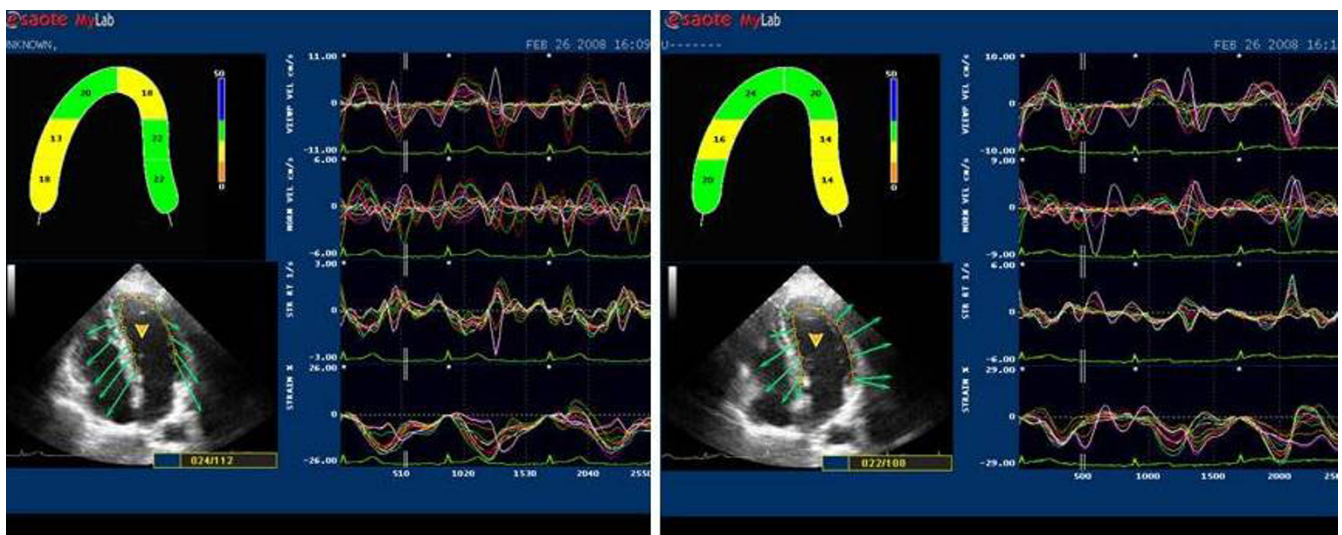 esaote MyLab
NKNOWN,
FEB 26 2008 16:09
50
0
20
18
13
22
18
22
VIEWP VEL cm/s
11.00
0
-11.00
NORM VEL cm/s
6.00
0
-6.00
STR RT 1/s
3.00
0
-3.00
STRAIN %
26.00
0
-26.00
510 1020 1530 2040 2550
024/112
esaote MyLab
U-------
FEB 26 2008 16:1
50
0
24
20
16
14
20
14
VIEWP VEL cm/s
10.00
0
-10.00
NORM VEL cm/s
9.00
0
-9.00
STR RT 1/s
6.00
0
-6.00
STRAIN %
29.00
0
-29.00
500 1000 1500 2000 250
022/108